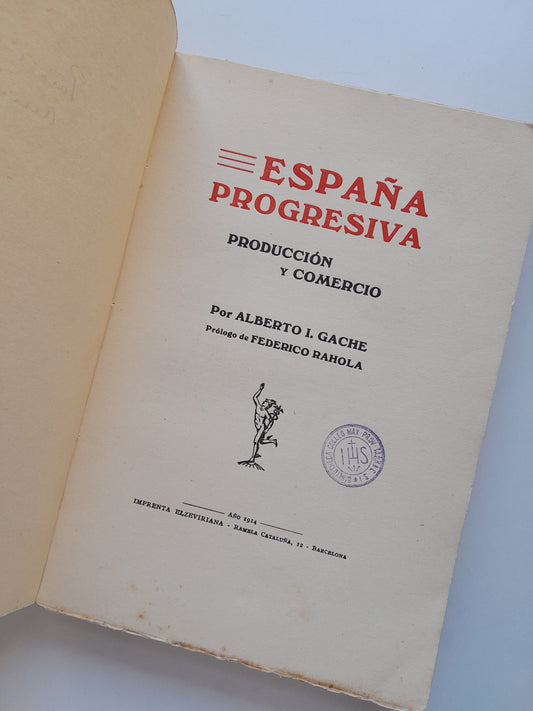 ESPAÑA
PROGRESIVA
PRODUCCIÓN
Y COMERCIO
Por ALBERTO I. GACHE
Prólogo de FEDERICO RAHOLA
IHS
AÑO 1914
IMPRENTA ELZEVIRIANA - RAMBLA CATALUÑA, 12 - BARCELONA